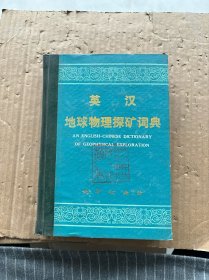 英汉
地球物理探矿词典
AN ENGLISH-CHINESE DICTIONARY
OF GEOPHYSICAL EXPLORATION